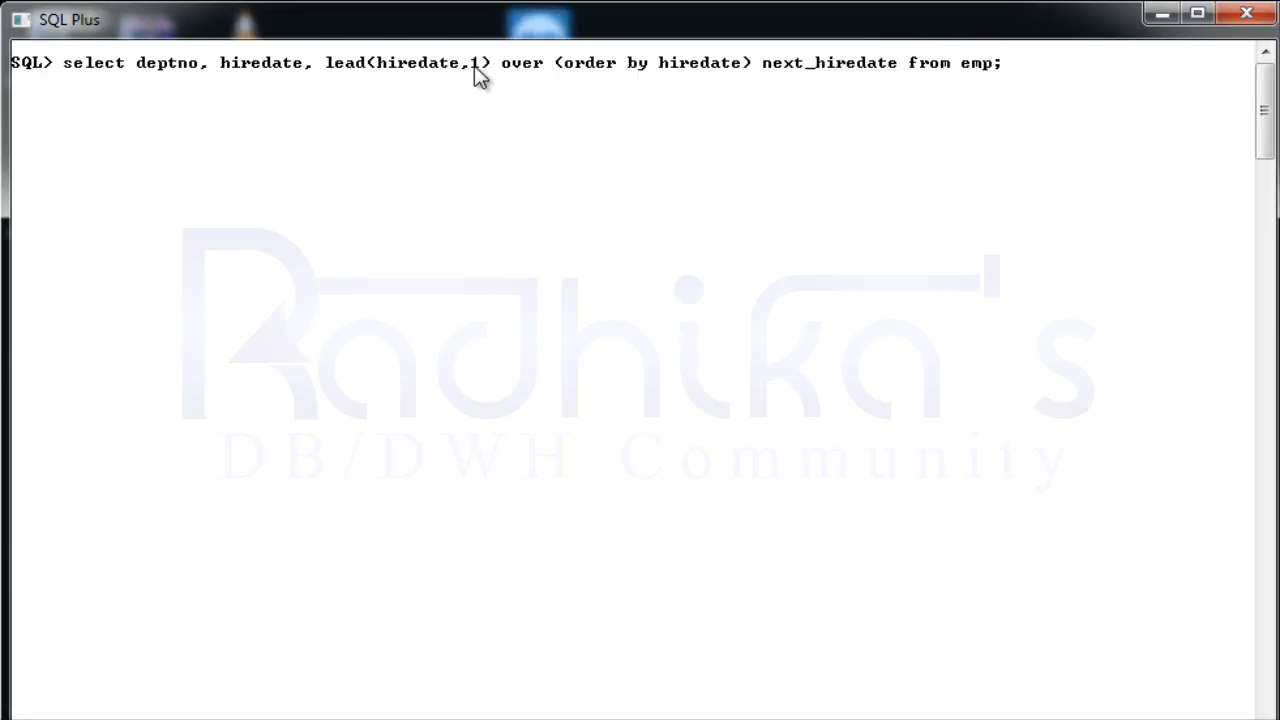 SQL Plus
SQL> select deptno, hiredate, lead(hiredate,1) over (order by hiredate) next_hiredate from emp;
Radhika's
DB/DWH Community